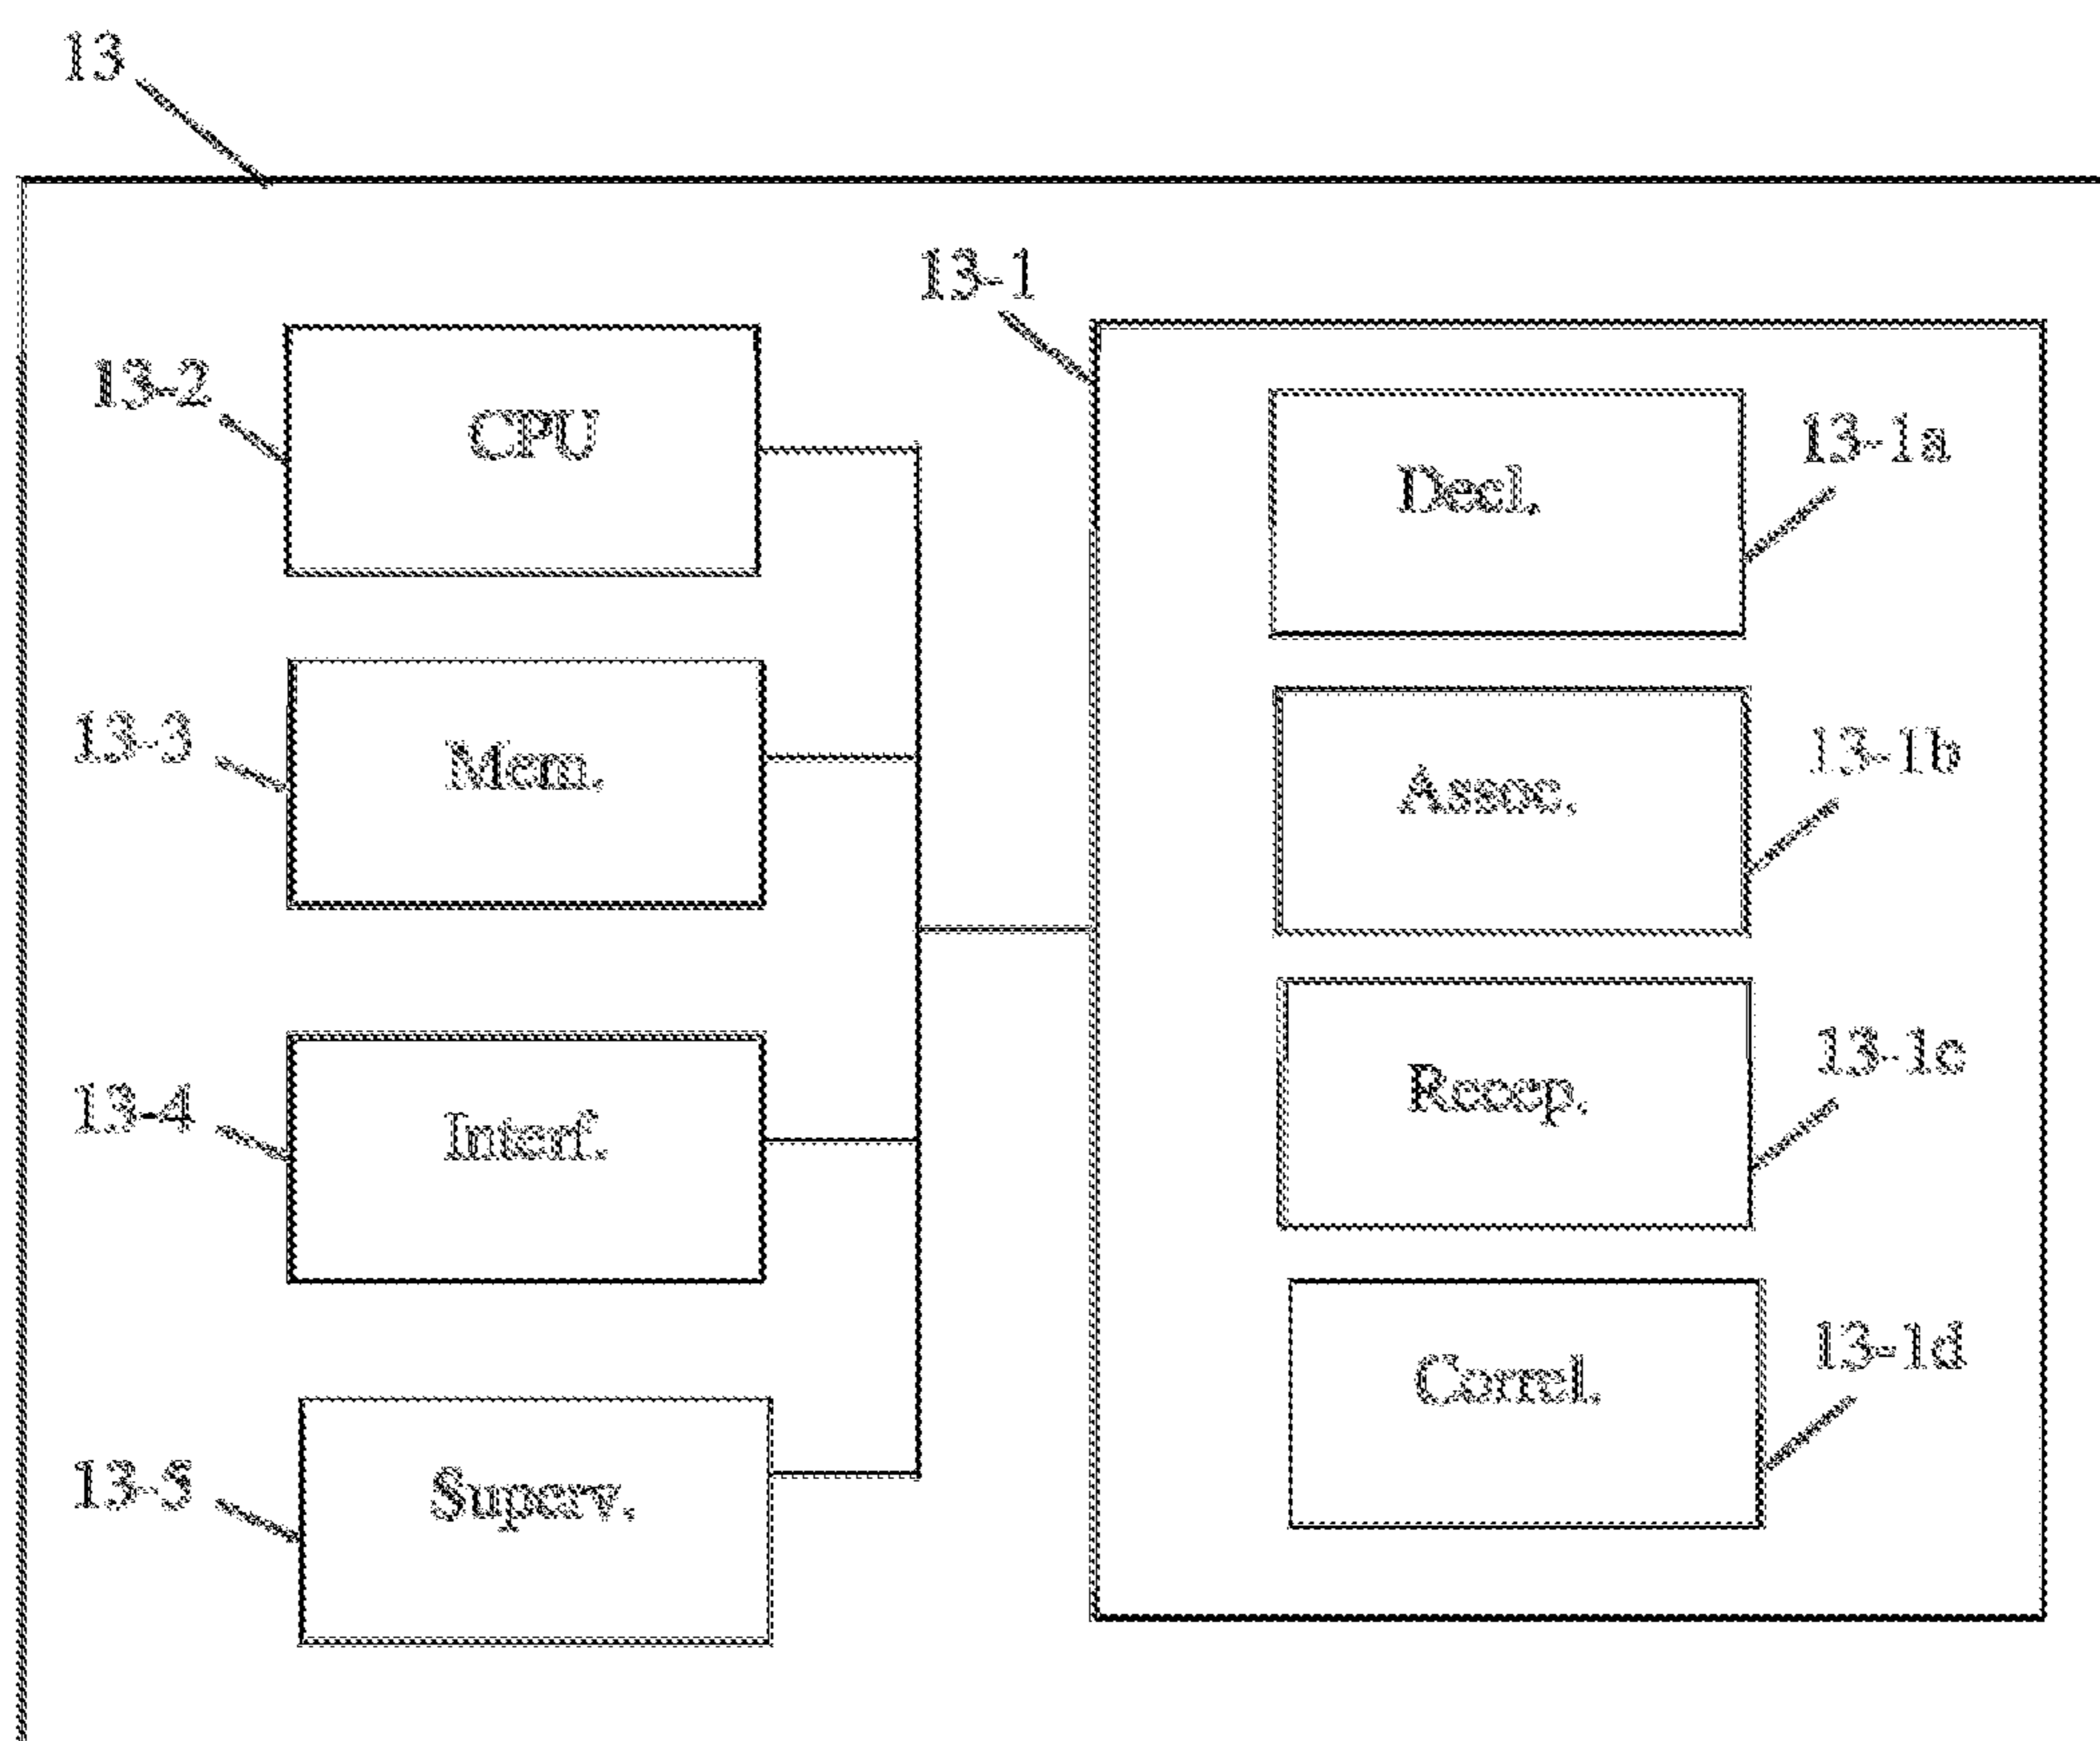 13
13-1
13-2
CPU
Decl.
13-1a
13-3
Mem.
Assoc.
13-1b
13-4
Interf.
Recep.
13-1c
13-5
Superv.
Correl.
13-1d